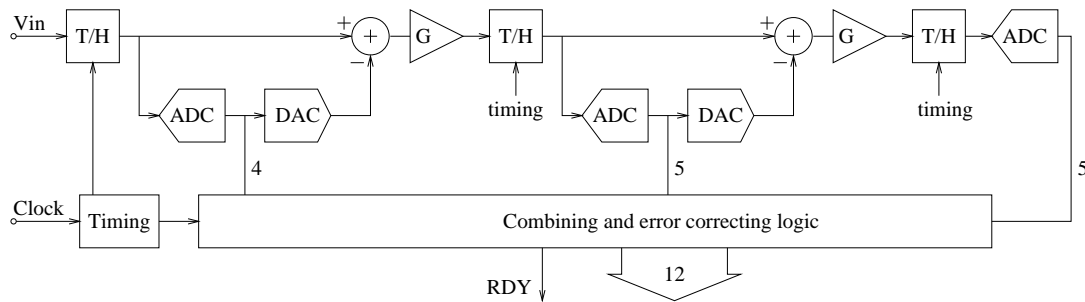 Vin
T/H
+
+
−
G
T/H
+
+
−
G
T/H
ADC
timing
timing
ADC
DAC
ADC
DAC
4
5
5
Clock
Timing
Combining and error correcting logic
RDY
12